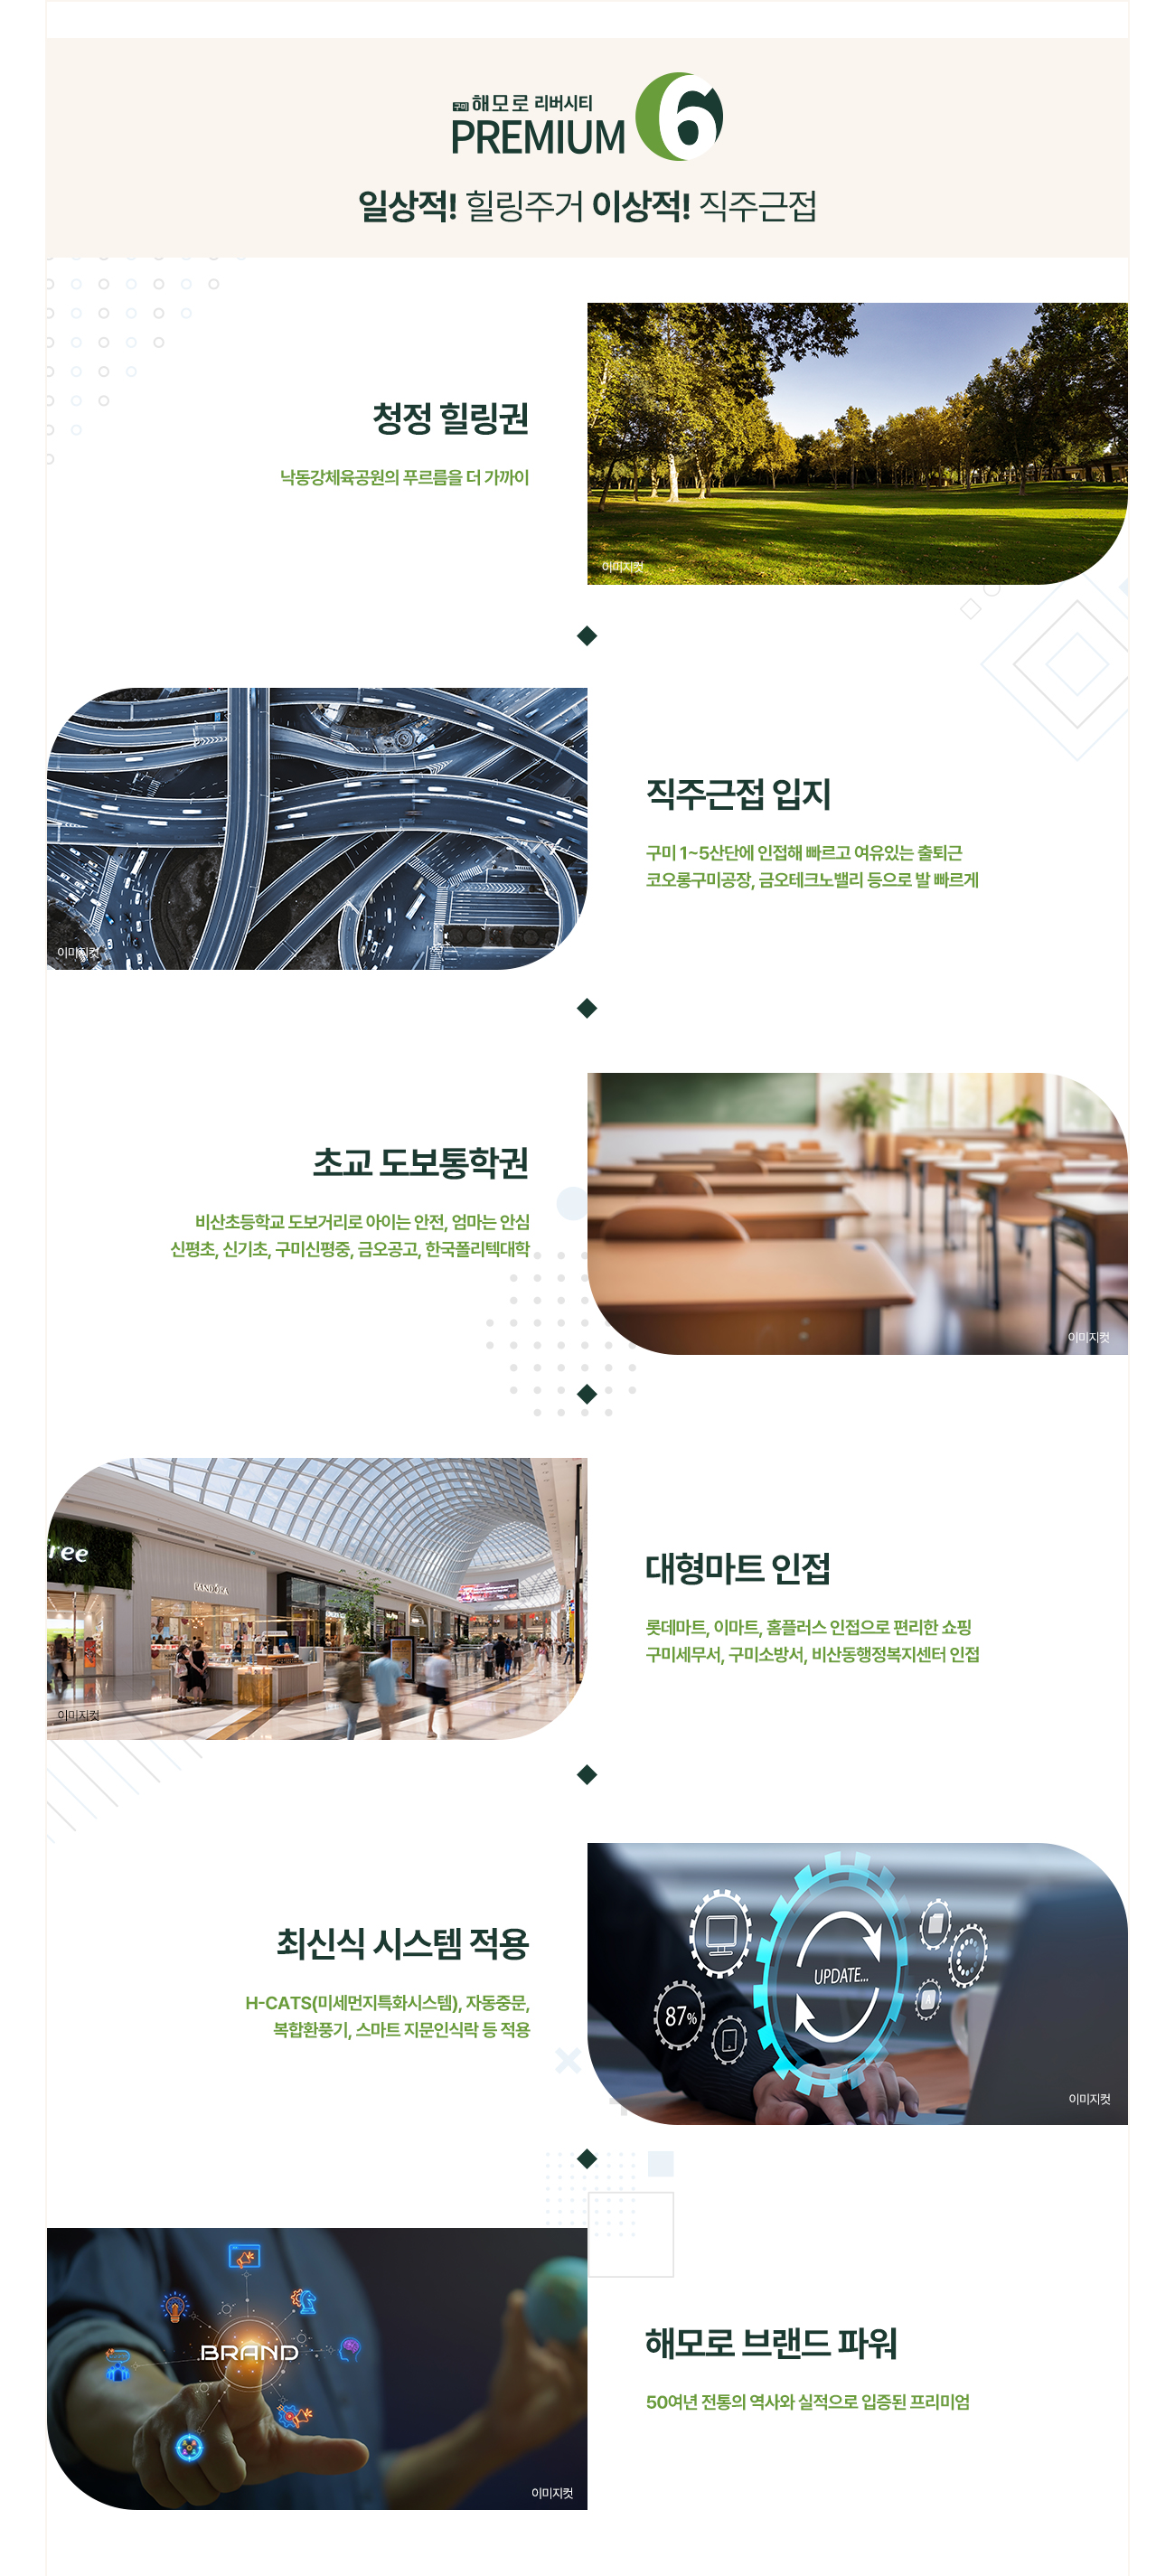 구미 해모로 리버시티
PREMIUM 6
일상적! 힐링주거 이상적! 직주근접
청정 힐링권
낙동강체육공원의 푸르름을 더 가까이
이미지컷
직주근접 입지
구미 1~5산단에 인접해 빠르고 여유있는 출퇴근
코오롱구미공장, 금오테크노밸리 등으로 발 빠르게
이미지컷
초교 도보통학권
비산초등학교 도보거리로 아이는 안전, 엄마는 안심
신평초, 신기초, 구미신평중, 금오공고, 한국폴리텍대학
이미지컷
ree
PANDORA
대형마트 인접
롯데마트, 이마트, 홈플러스 인접으로 편리한 쇼핑
구미세무서, 구미소방서, 비산동행정복지센터 인접
이미지컷
최신식 시스템 적용
H-CATS(미세먼지특화시스템), 자동중문,
복합환풍기, 스마트 지문인식락 등 적용
UPDATE...
87%
A
이미지컷
BRAND
해모로 브랜드 파워
50여년 전통의 역사와 실적으로 입증된 프리미엄
이미지컷